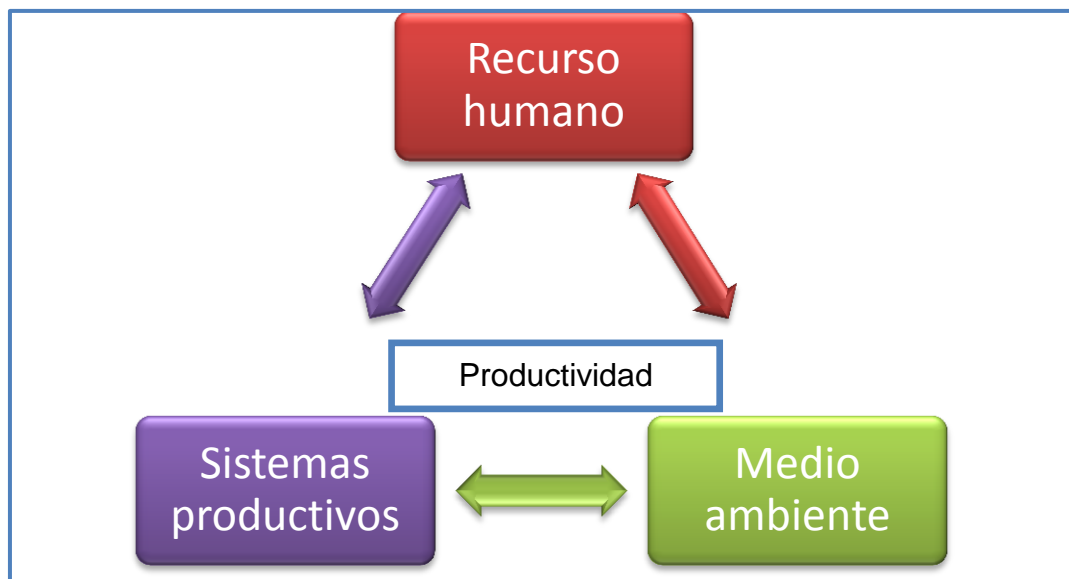 Recurso
humano
Productividad
Sistemas
productivos
Medio
ambiente